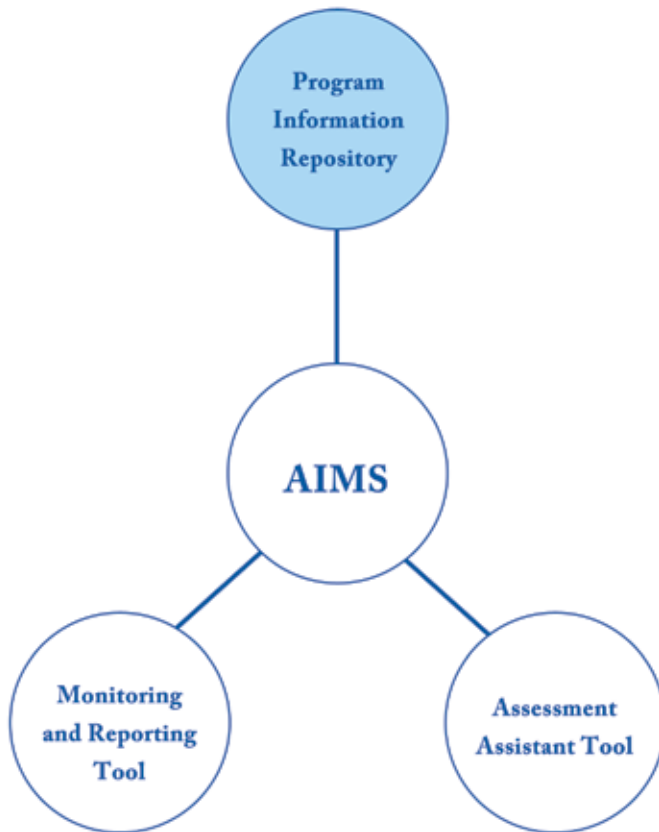 Program
Information
Repository
AIMS
Monitoring
and Reporting
Tool
Assessment
Assistant Tool